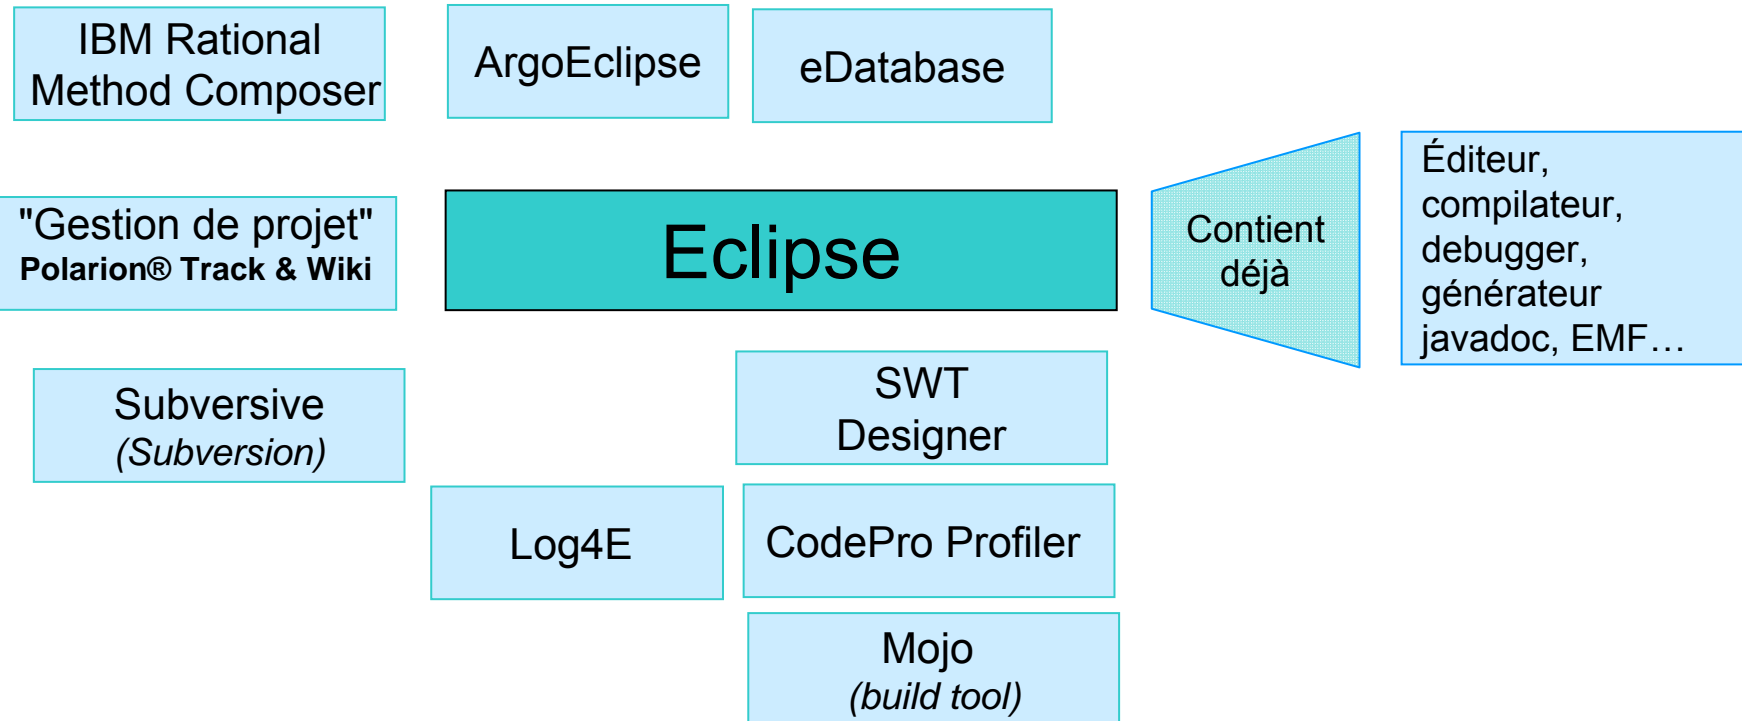 IBM Rational
Method Composer
ArgoEclipse
eDatabase
"Gestion de projet"
Polarion® Track & Wiki
Eclipse
Contient
déjà
Éditeur,
compilateur,
debugger,
générateur
javadoc, EMF…
Subversive
(Subversion)
SWT
Designer
Log4E
CodePro Profiler
Mojo
(build tool)